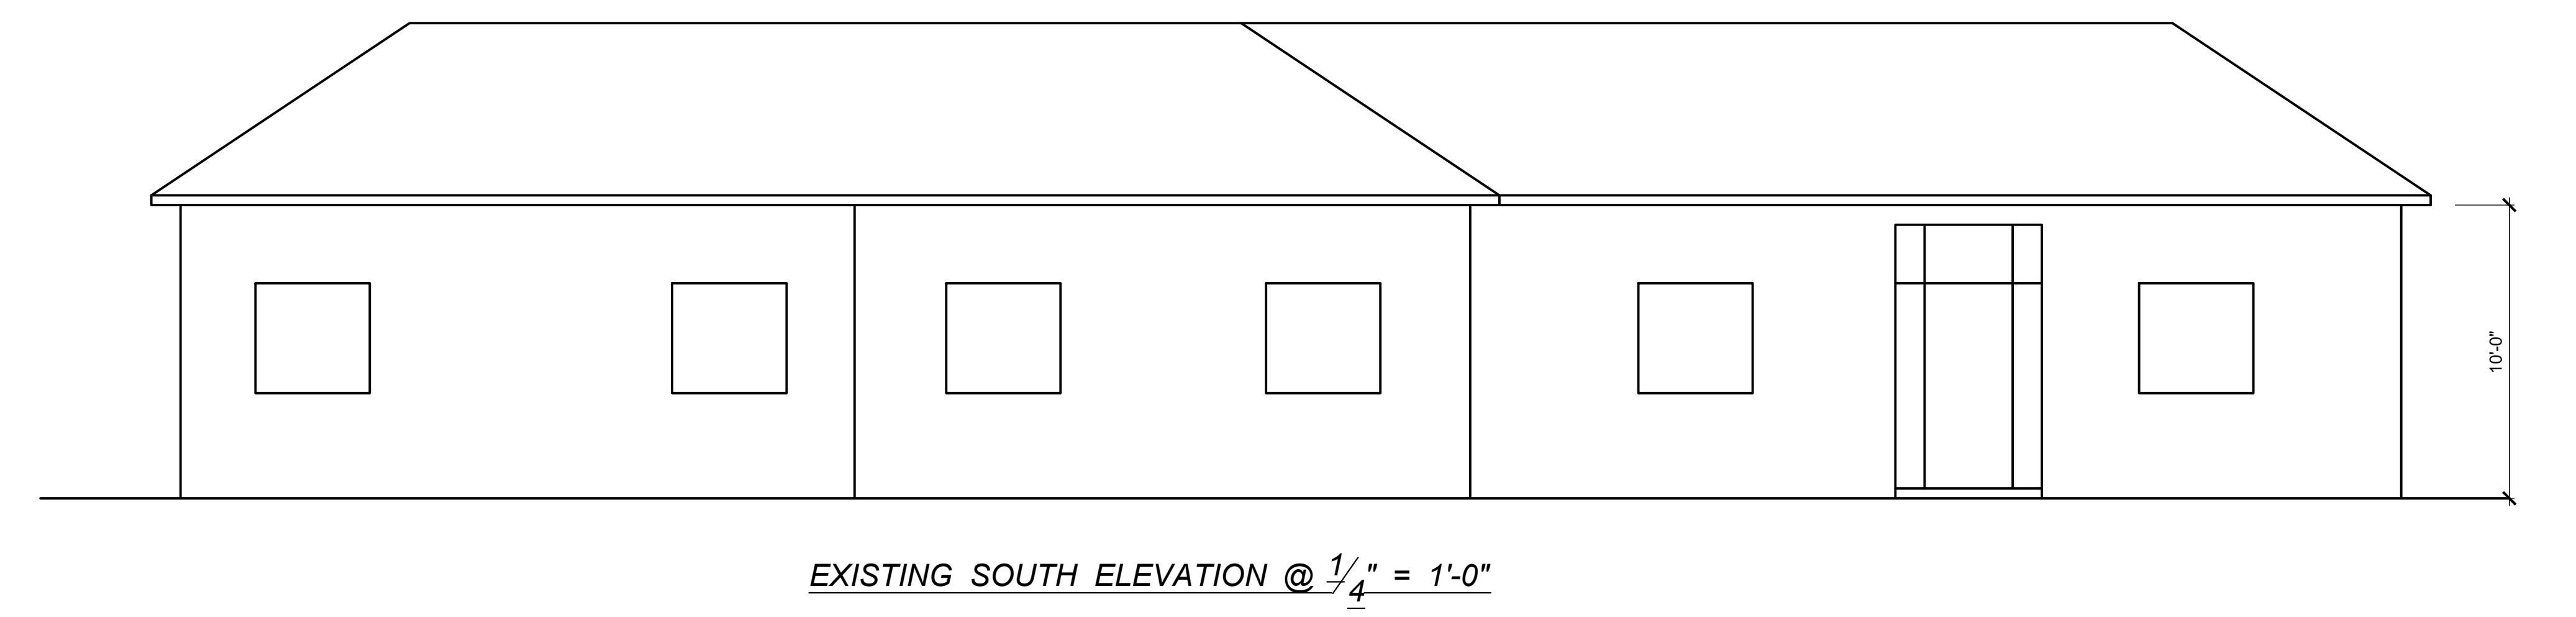 10'-0"
EXISTING SOUTH ELEVATION @ 1/4" = 1'-0"